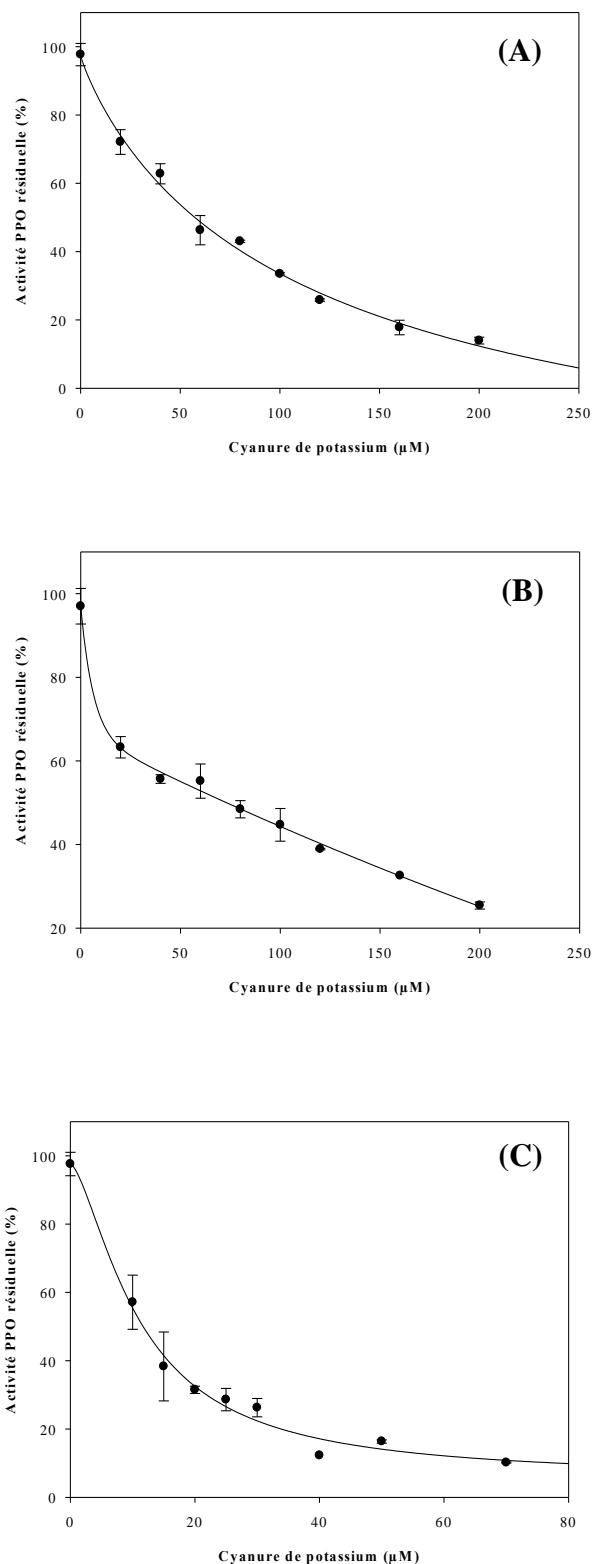 (A)
Activité PPO résiduelle (%)
100
80
60
40
20
0
0 50 100 150 200 250
Cyanure de potassium (µM)
(B)
Activité PPO résiduelle (%)
100
80
60
40
20
0 50 100 150 200 250
Cyanure de potassium (µM)
(C)
Activité PPO résiduelle (%)
100
80
60
40
20
0
0 20 40 60 80
Cyanure de potassium (µM)